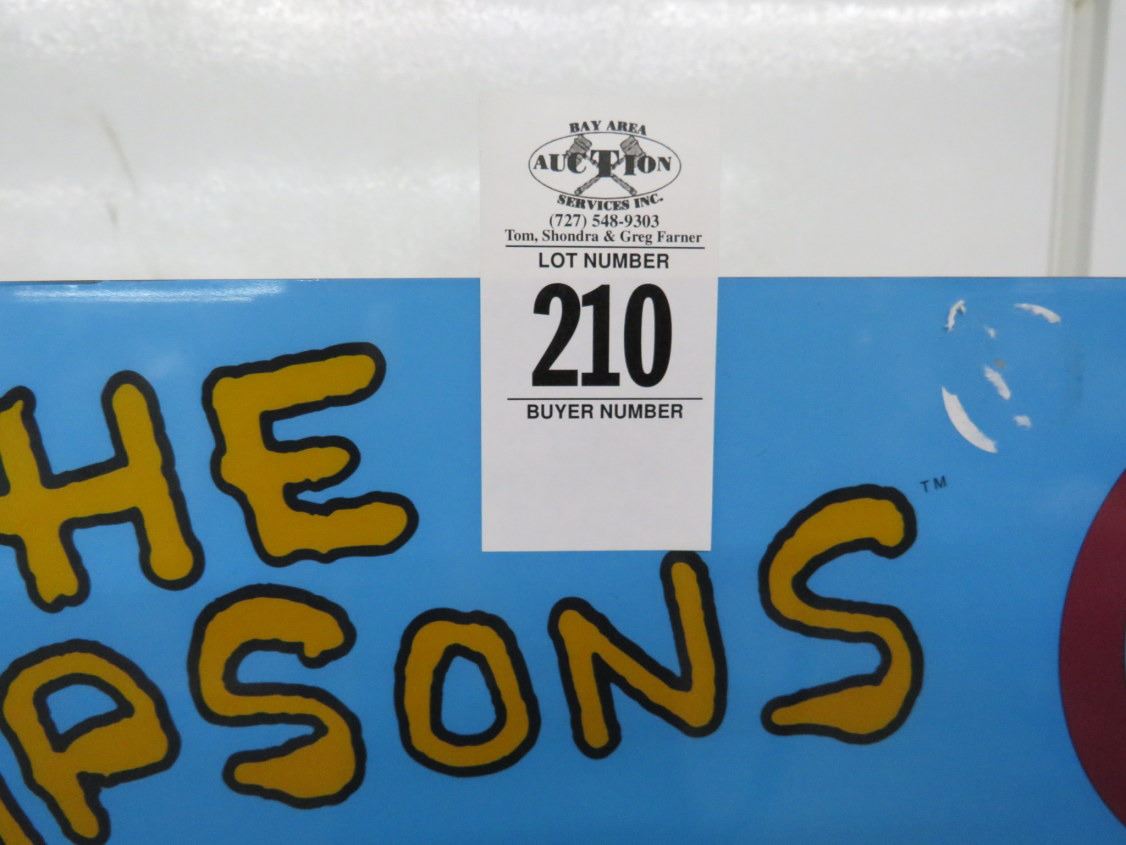 BAY AREA
AUCTION
SERVICES INC.
(727) 548-9303
Tom, Shondra & Greg Farner
LOT NUMBER
210
BUYER NUMBER
HE
TM
PSONS